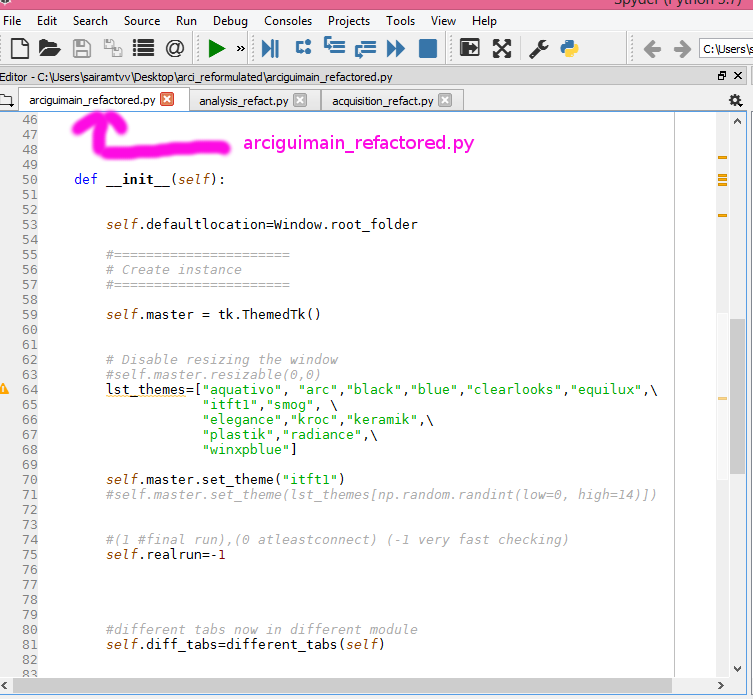 Spyder (Python 3.7)
File Edit Search Source Run Debug Consoles Projects Tools View Help
C:\Users\s
Editor - C:\Users\sairamtvv\Desktop\arci_reformulated\arciguimain_refactored.py
arciguimain_refactored.py analysis_refact.py acquisition_refact.py
46
47
48 arciguimain_refactored.py
49
50 def __init__(self):
51
52
53 self.defaultlocation=Window.root_folder
54
55 #======================
56 # Create instance
57 #======================
58
59 self.master = tk.ThemedTk()
60
61
62 # Disable resizing the window
63 #self.master.resizable(0,0)
64 lst_themes=["aquativo", "arc","black","blue","clearlooks","equilux",\
65 "itft1","smog", \
66 "elegance","kroc","keramik",\
67 "plastik","radiance",\
68 "winxpblue"]
69
70 self.master.set_theme("itft1")
71 #self.master.set_theme(lst_themes[np.random.randint(low=0, high=14)])
72
73
74 #(1 #final run),(0 atleastconnect) (-1 very fast checking)
75 self.realrun=-1
76
77
78
79
80 #different tabs now in different module
81 self.diff_tabs=different_tabs(self)
82
83